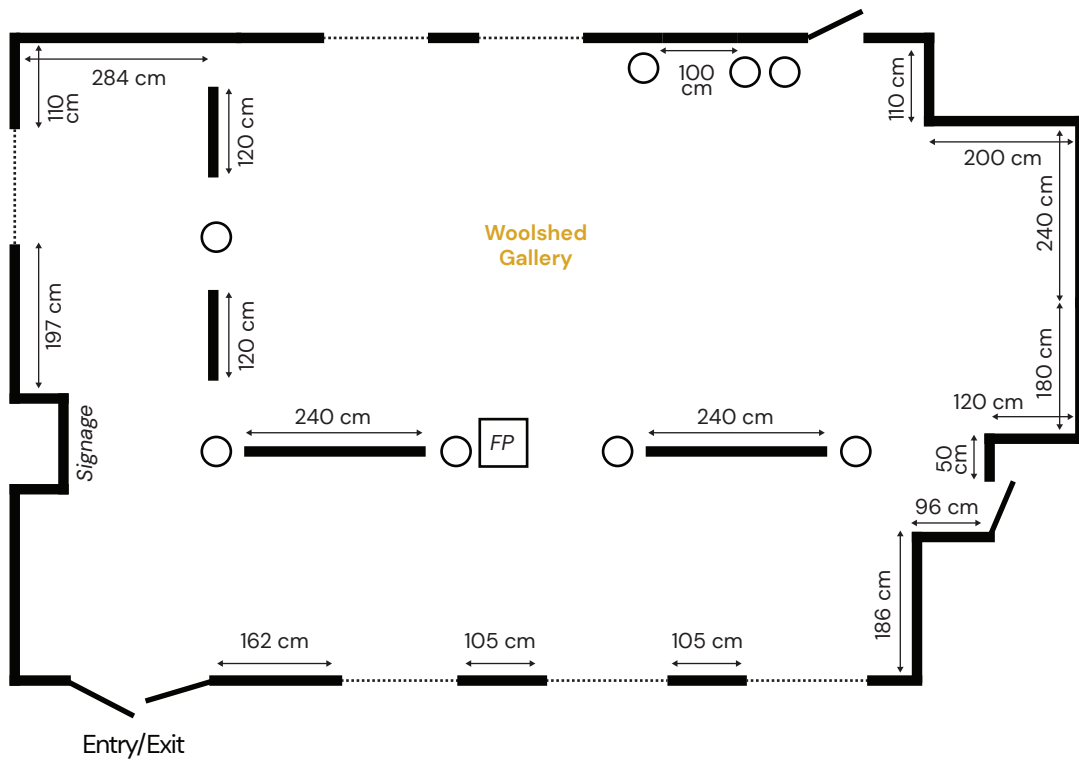 284 cm
110
cm
100
cm
110 cm
120 cm
200 cm
240 cm
Woolshed
Gallery
197 cm
120 cm
180 cm
120 cm
Signage
240 cm
FP
240 cm
50
cm
96 cm
186 cm
162 cm
105 cm
105 cm
Entry/Exit